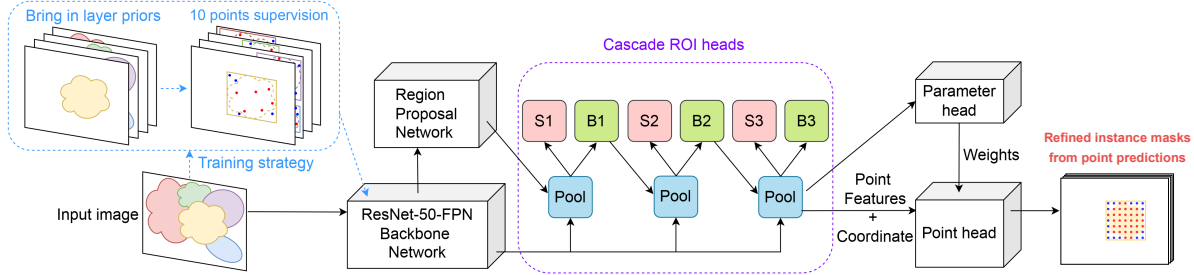 Bring in layer priors
10 points supervision
Training strategy
Input image
Region
Proposal
Network
ResNet-50-FPN
Backbone
Network
Cascade ROI heads
S1
B1
S2
B2
S3
B3
Pool
Pool
Pool
Parameter
head
Weights
Point
Features
+
Coordinate
Point head
Refined instance masks
from point predictions